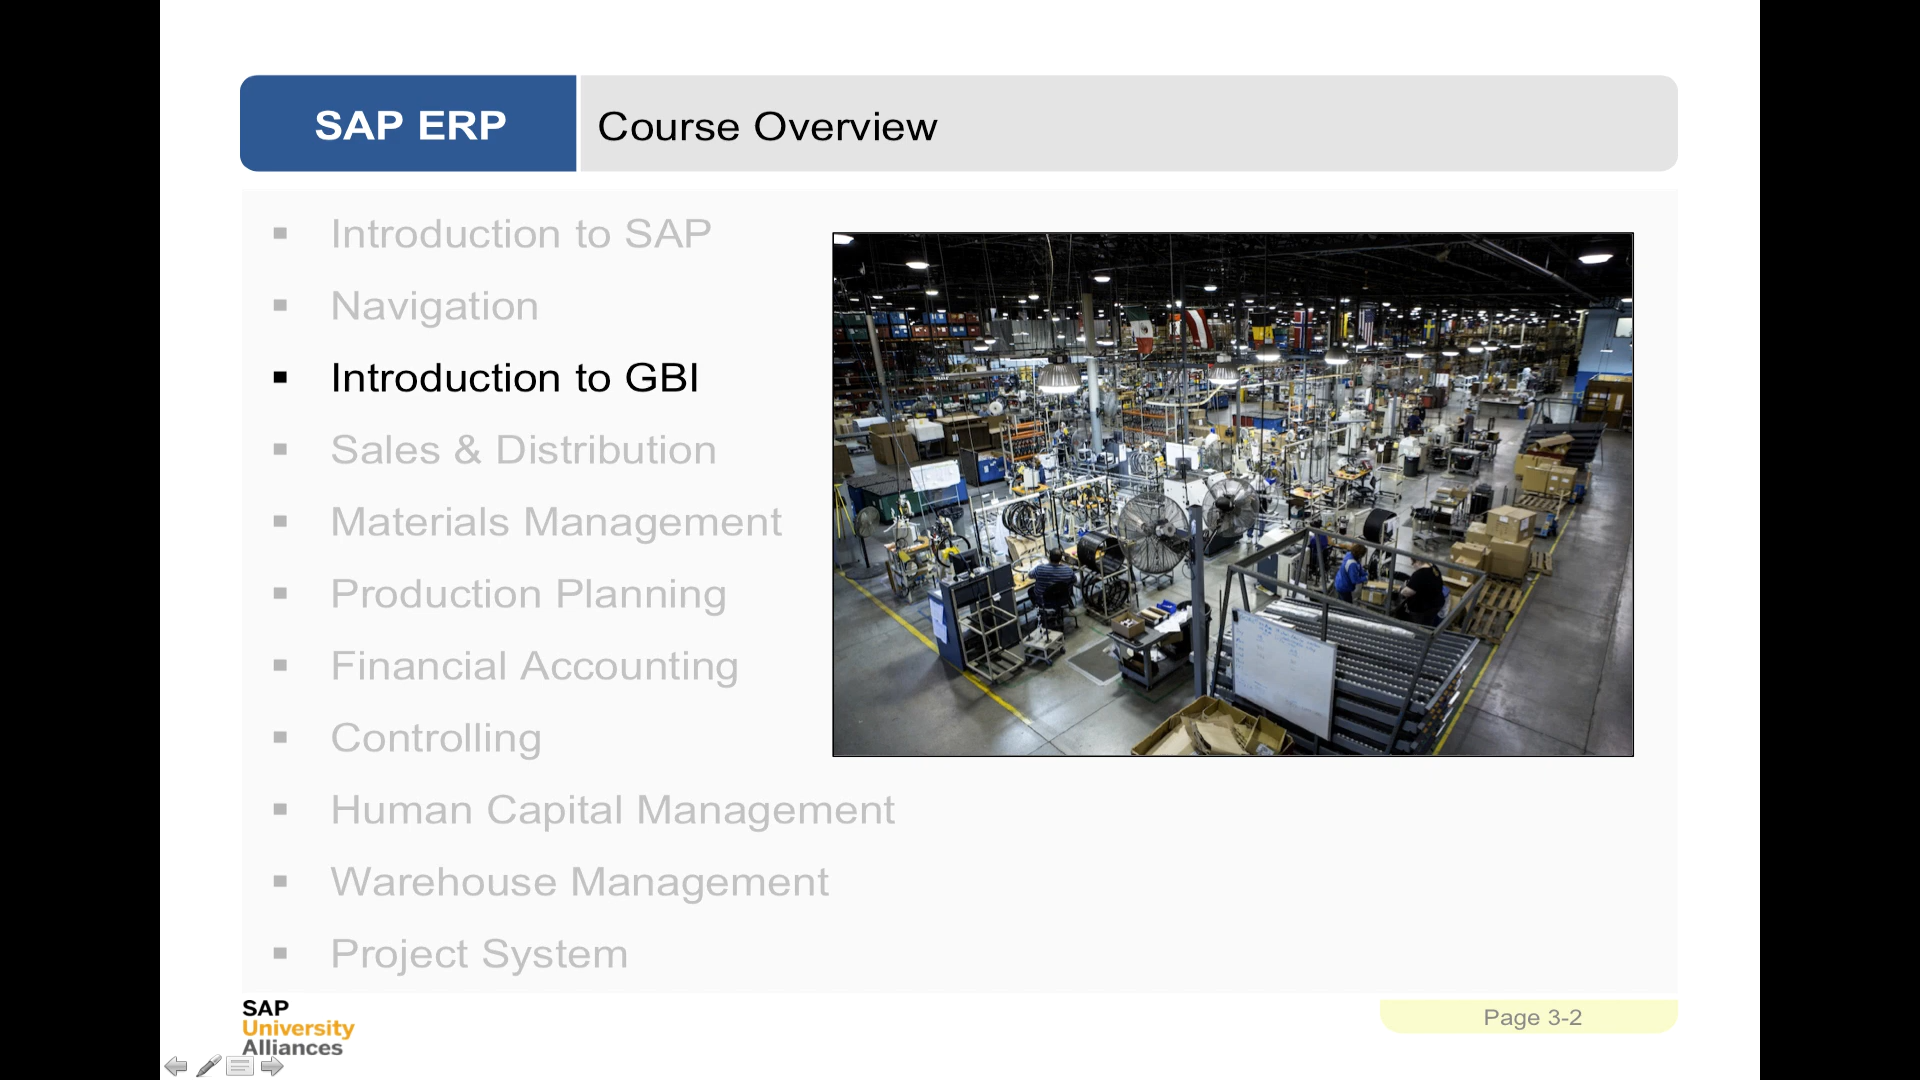 SAP ERP
Course Overview
Introduction to SAP
Navigation
Introduction to GBI
Sales & Distribution
Materials Management
Production Planning
Financial Accounting
Controlling
Human Capital Management
Warehouse Management
Project System
SAP
University
Alliances
Page 3-2